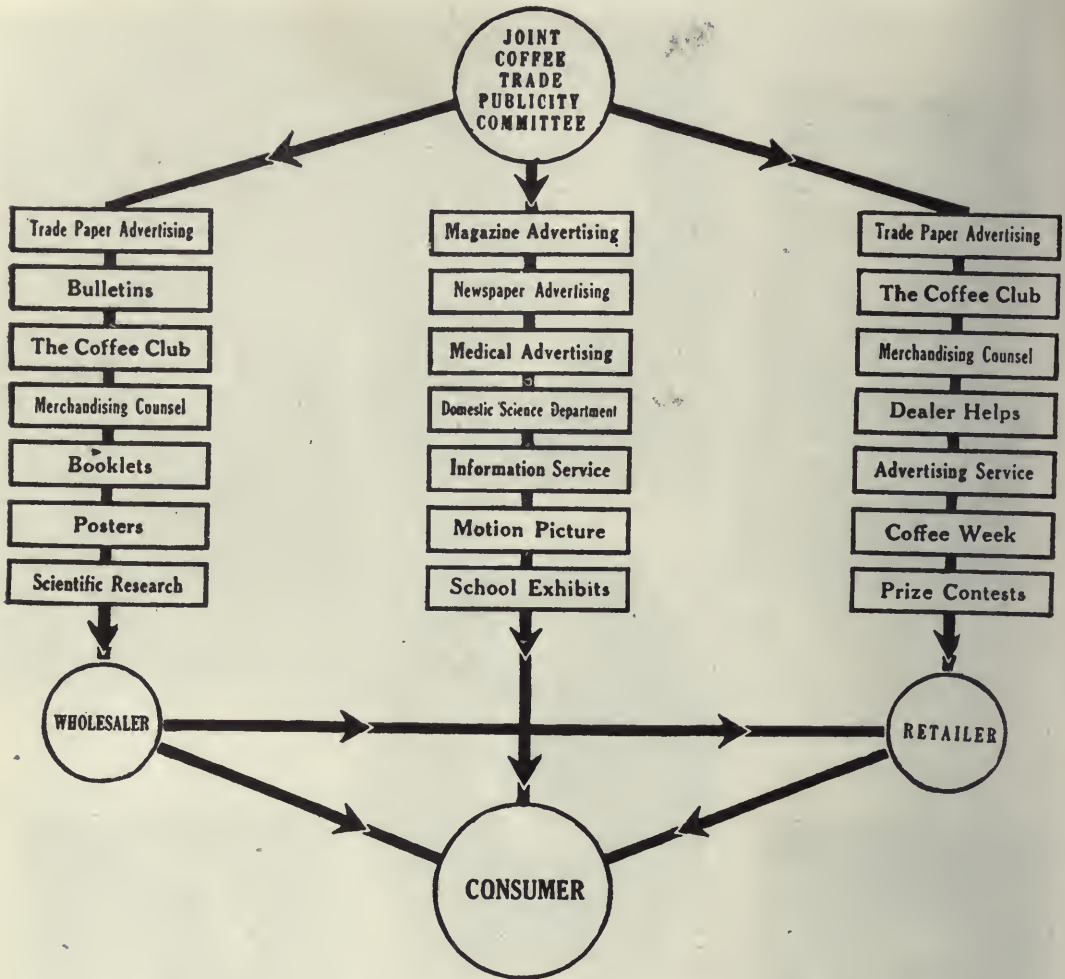 JOINT
COFFEE
TRADE
PUBLICITY
COMMITTEE
Trade Paper Advertising
Bulletins
The Coffee Club
Merchandising Counsel
Booklets
Posters
Scientific Research
WHOLESALER
Magazine Advertising
Newspaper Advertising
Medical Advertising
Domestic Science Department
Information Service
Motion Picture
School Exhibits
Trade Paper Advertising
The Coffee Club
Merchandising Counsel
Dealer Helps
Advertising Service
Coffee Week
Prize Contests
RETAILER
CONSUMER